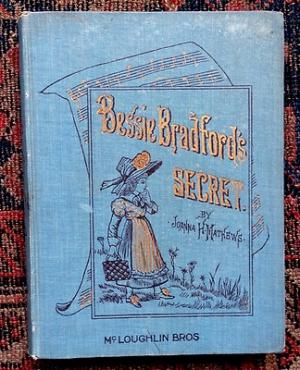 Bessie Bradford's
SECRET.
BY
JOANNA H. MATHEWS.
McLOUGHLIN BROS